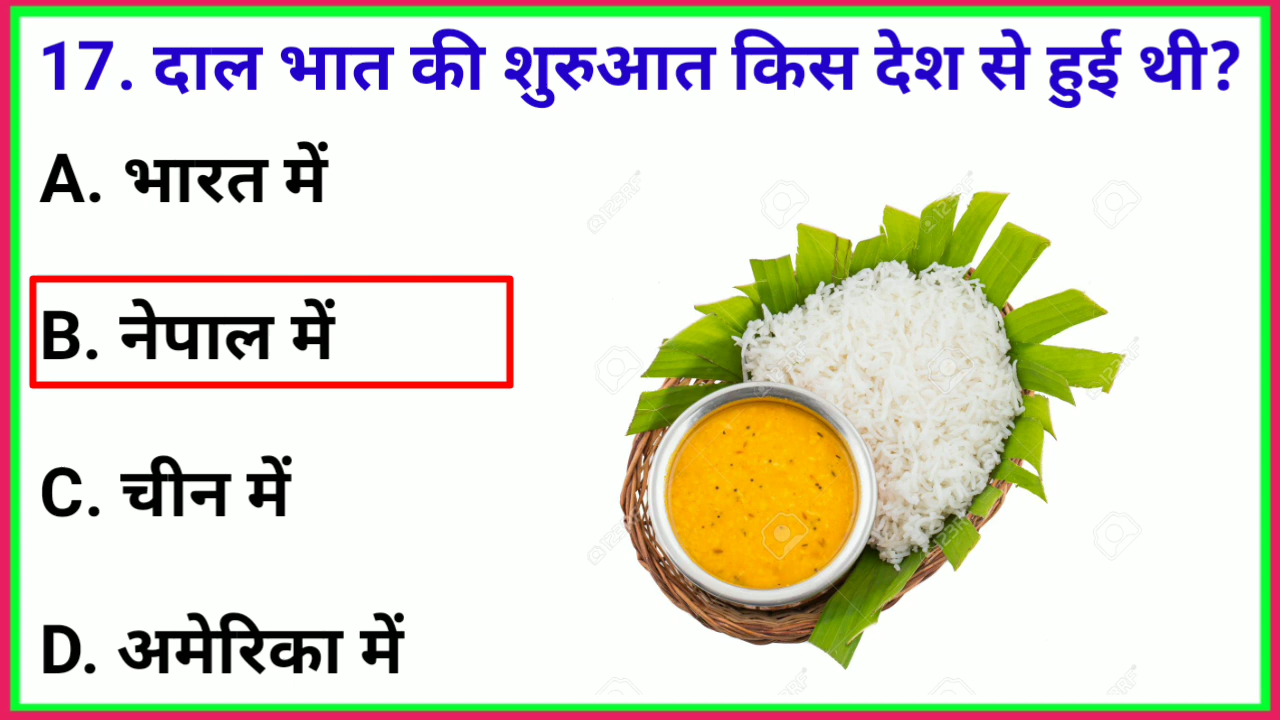 17. दाल भात की शुरुआत किस देश से हुई थी?
A. भारत में
B. नेपाल में
C. चीन में
D. अमेरिका में